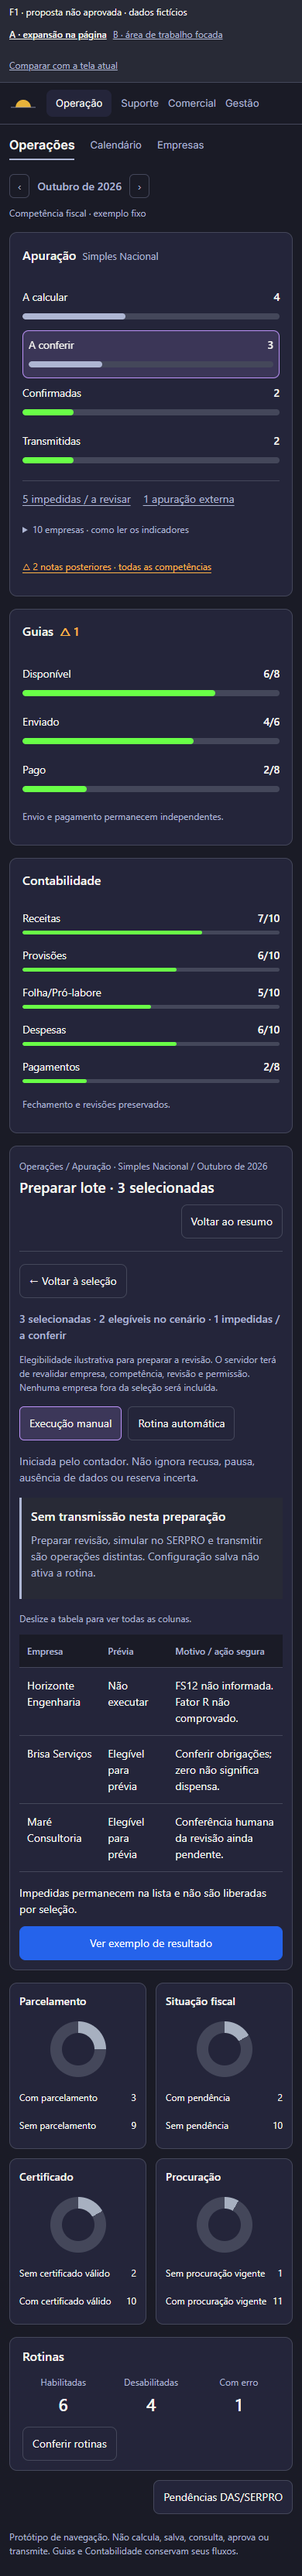 F1 · proposta não aprovada · dados fictícios
A · expansão na página B · área de trabalho focada
Comparar com a tela atual
Operação Suporte Comercial Gestão
Operações Calendário Empresas
‹ Outubro de 2026 ›
Competência fiscal · exemplo fixo
Apuração Simples Nacional
A calcular 4
A conferir 3
Confirmadas 2
Transmitidas 2
5 impedidas / a revisar 1 apuração externa
▶ 10 empresas · como ler os indicadores
△ 2 notas posteriores · todas as competências
Guias △ 1
Disponível 6/8
Enviado 4/6
Pago 2/8
Envio e pagamento permanecem independentes.
Contabilidade
Receitas 7/10
Provisões 6/10
Folha/Pró-labore 5/10
Despesas 6/10
Pagamentos 2/8
Fechamento e revisões preservados.
Operações / Apuração · Simples Nacional / Outubro de 2026
Preparar lote · 3 selecionadas
Voltar ao resumo
← Voltar à seleção
3 selecionadas · 2 elegíveis no cenário · 1 impedidas /
a conferir
Elegibilidade ilustrativa para preparar a revisão. O servidor terá
de revalidar empresa, competência, revisão e permissão.
Nenhuma empresa fora da seleção será incluída.
Execução manual Rotina automática
Iniciada pelo contador. Não ignora recusa, pausa,
ausência de dados ou reserva incerta.
Sem transmissão nesta preparação
Preparar revisão, simular no SERPRO e transmitir
são operações distintas. Configuração salva não
ativa a rotina.
Deslize a tabela para ver todas as colunas.
Empresa Prévia Motivo / ação segura
Horizonte Não FS12 não informada.
Engenharia executar Fator R não
comprovado.
Brisa Serviços Elegível Conferir obrigações;
para zero não significa
prévia dispensa.
Maré Elegível Conferência humana
Consultoria para da revisão ainda
prévia pendente.
Impedidas permanecem na lista e não são liberadas
por seleção.
Ver exemplo de resultado
Parcelamento
Com parcelamento 3
Sem parcelamento 9
Situação fiscal
Com pendência 2
Sem pendência 10
Certificado
Sem certificado válido 2
Com certificado válido 10
Procuração
Sem procuração vigente 1
Com procuração vigente 11
Rotinas
Habilitadas Desabilitadas Com erro
6 4 1
Conferir rotinas
Pendências DAS/SERPRO
Protótipo de navegação. Não calcula, salva, consulta, aprova ou
transmite. Guias e Contabilidade conservam seus fluxos.